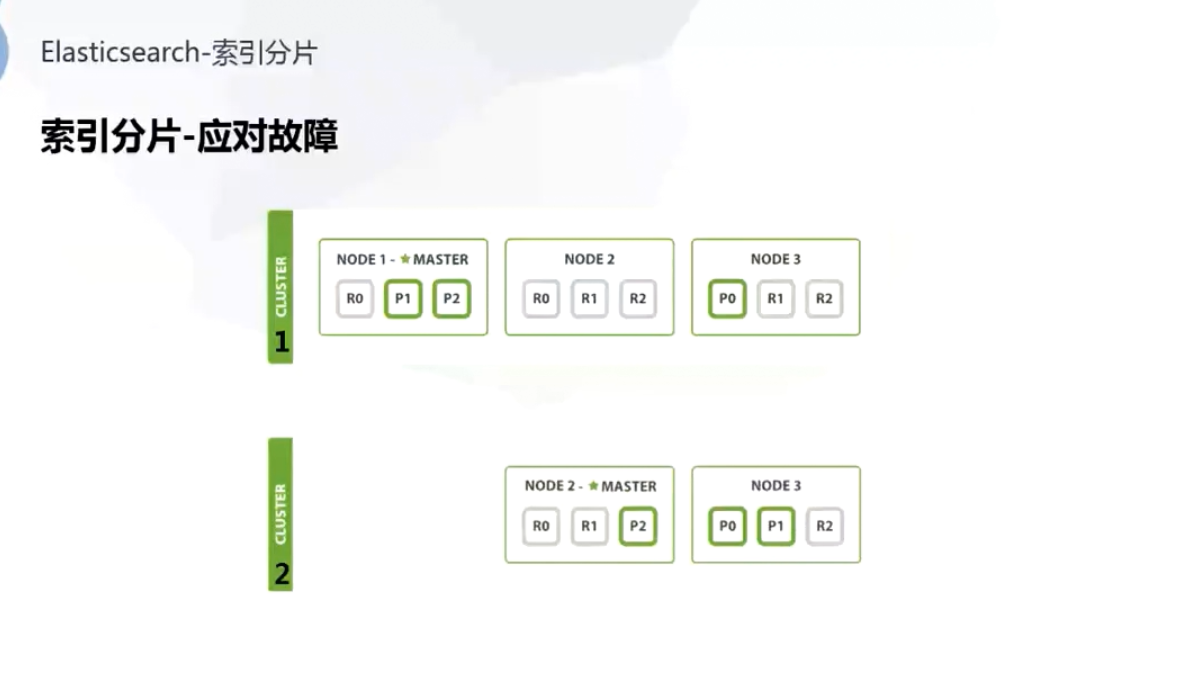 Elasticsearch-索引分片
索引分片-应对故障
CLUSTER 1
NODE 1 - ★ MASTER
R0 P1 P2
NODE 2
R0 R1 R2
NODE 3
P0 R1 R2
CLUSTER 2
NODE 2 - ★ MASTER
R0 R1 P2
NODE 3
P0 P1 R2